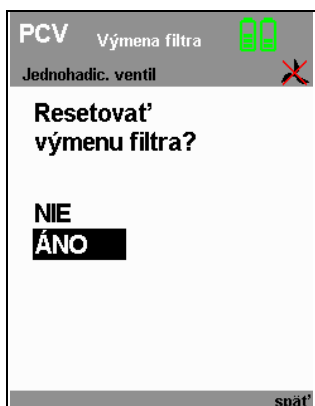 PCV Výmena filtra
Jednohadic. ventil
Resetovať
výmenu filtra?
NIE
ÁNO
späť